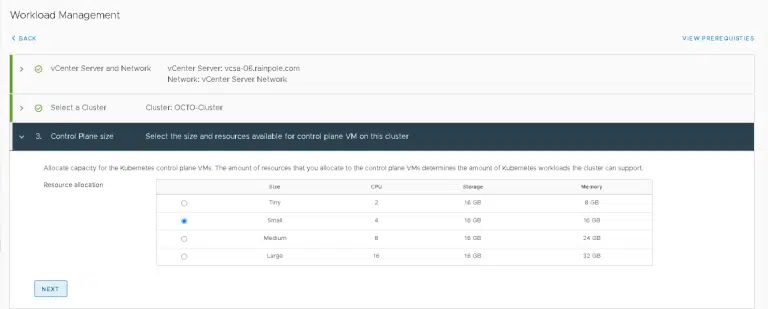 Workload Management
BACK
VIEW PREREQUISTIES
vCenter Server and Network vCenter Server: vcsa-06.rainpole.com
Network: vCenter Server Network
Select a Cluster Cluster: OCTO-Cluster
3. Control Plane size Select the size and resources available for control plane VM on this cluster
Allocate capacity for the Kubernetes control plane VMs. The amount of resources that you allocate to the control plane VMs determines the amount of Kubernetes workloads the cluster can support.
Resource allocation
Size CPU Storage Memory
Tiny 2 16 GB 8 GB
Small 4 16 GB 16 GB
Medium 8 16 GB 24 GB
Large 16 16 GB 32 GB
NEXT